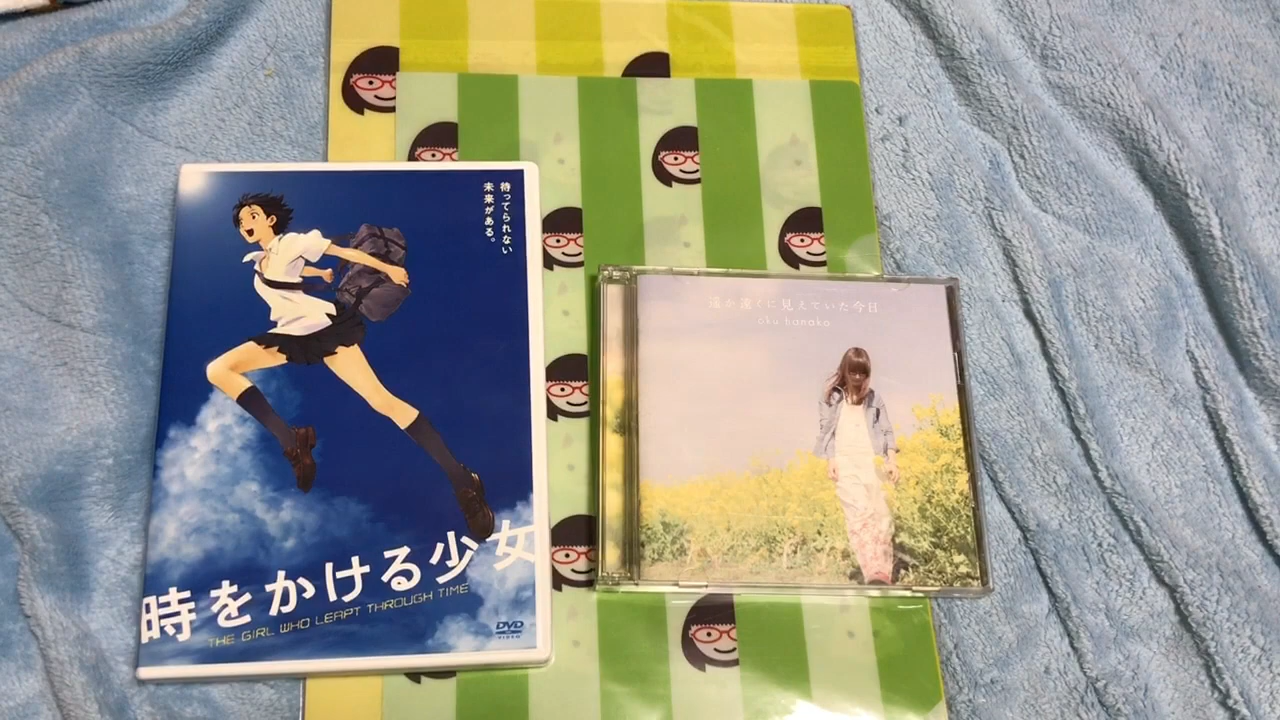 待ってられない
未来がある。
時をかける少女
THE GIRL WHO LEAPT THROUGH TIME
DVD
VIDEO
遥か遠くに見えていた今日
oku hanako